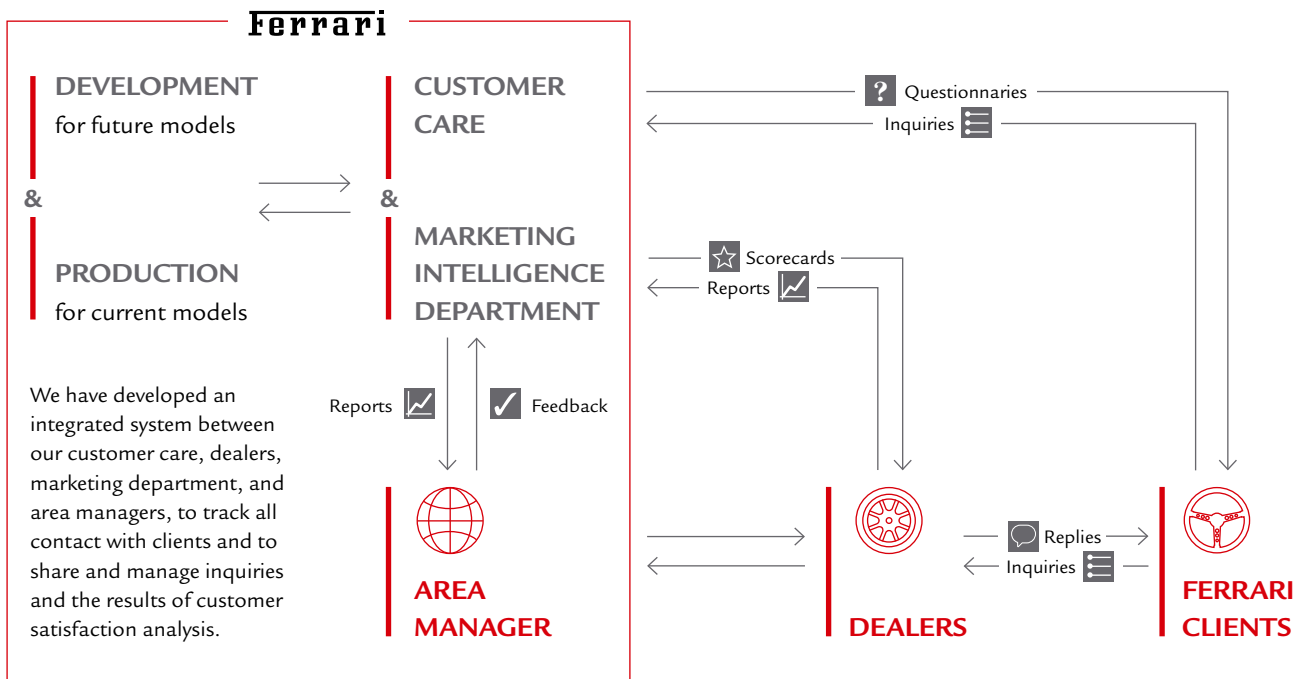 Ferrari
DEVELOPMENT
for future models
&
PRODUCTION
for current models
CUSTOMER
CARE
&
MARKETING
INTELLIGENCE
DEPARTMENT
? Questionnaries
Inquiries
Scorecards
Reports
Reports
Feedback
We have developed an
integrated system between
our customer care, dealers,
marketing department, and
area managers, to track all
contact with clients and to
share and manage inquiries
and the results of customer
satisfaction analysis.
AREA
MANAGER
DEALERS
Replies
Inquiries
FERRARI
CLIENTS